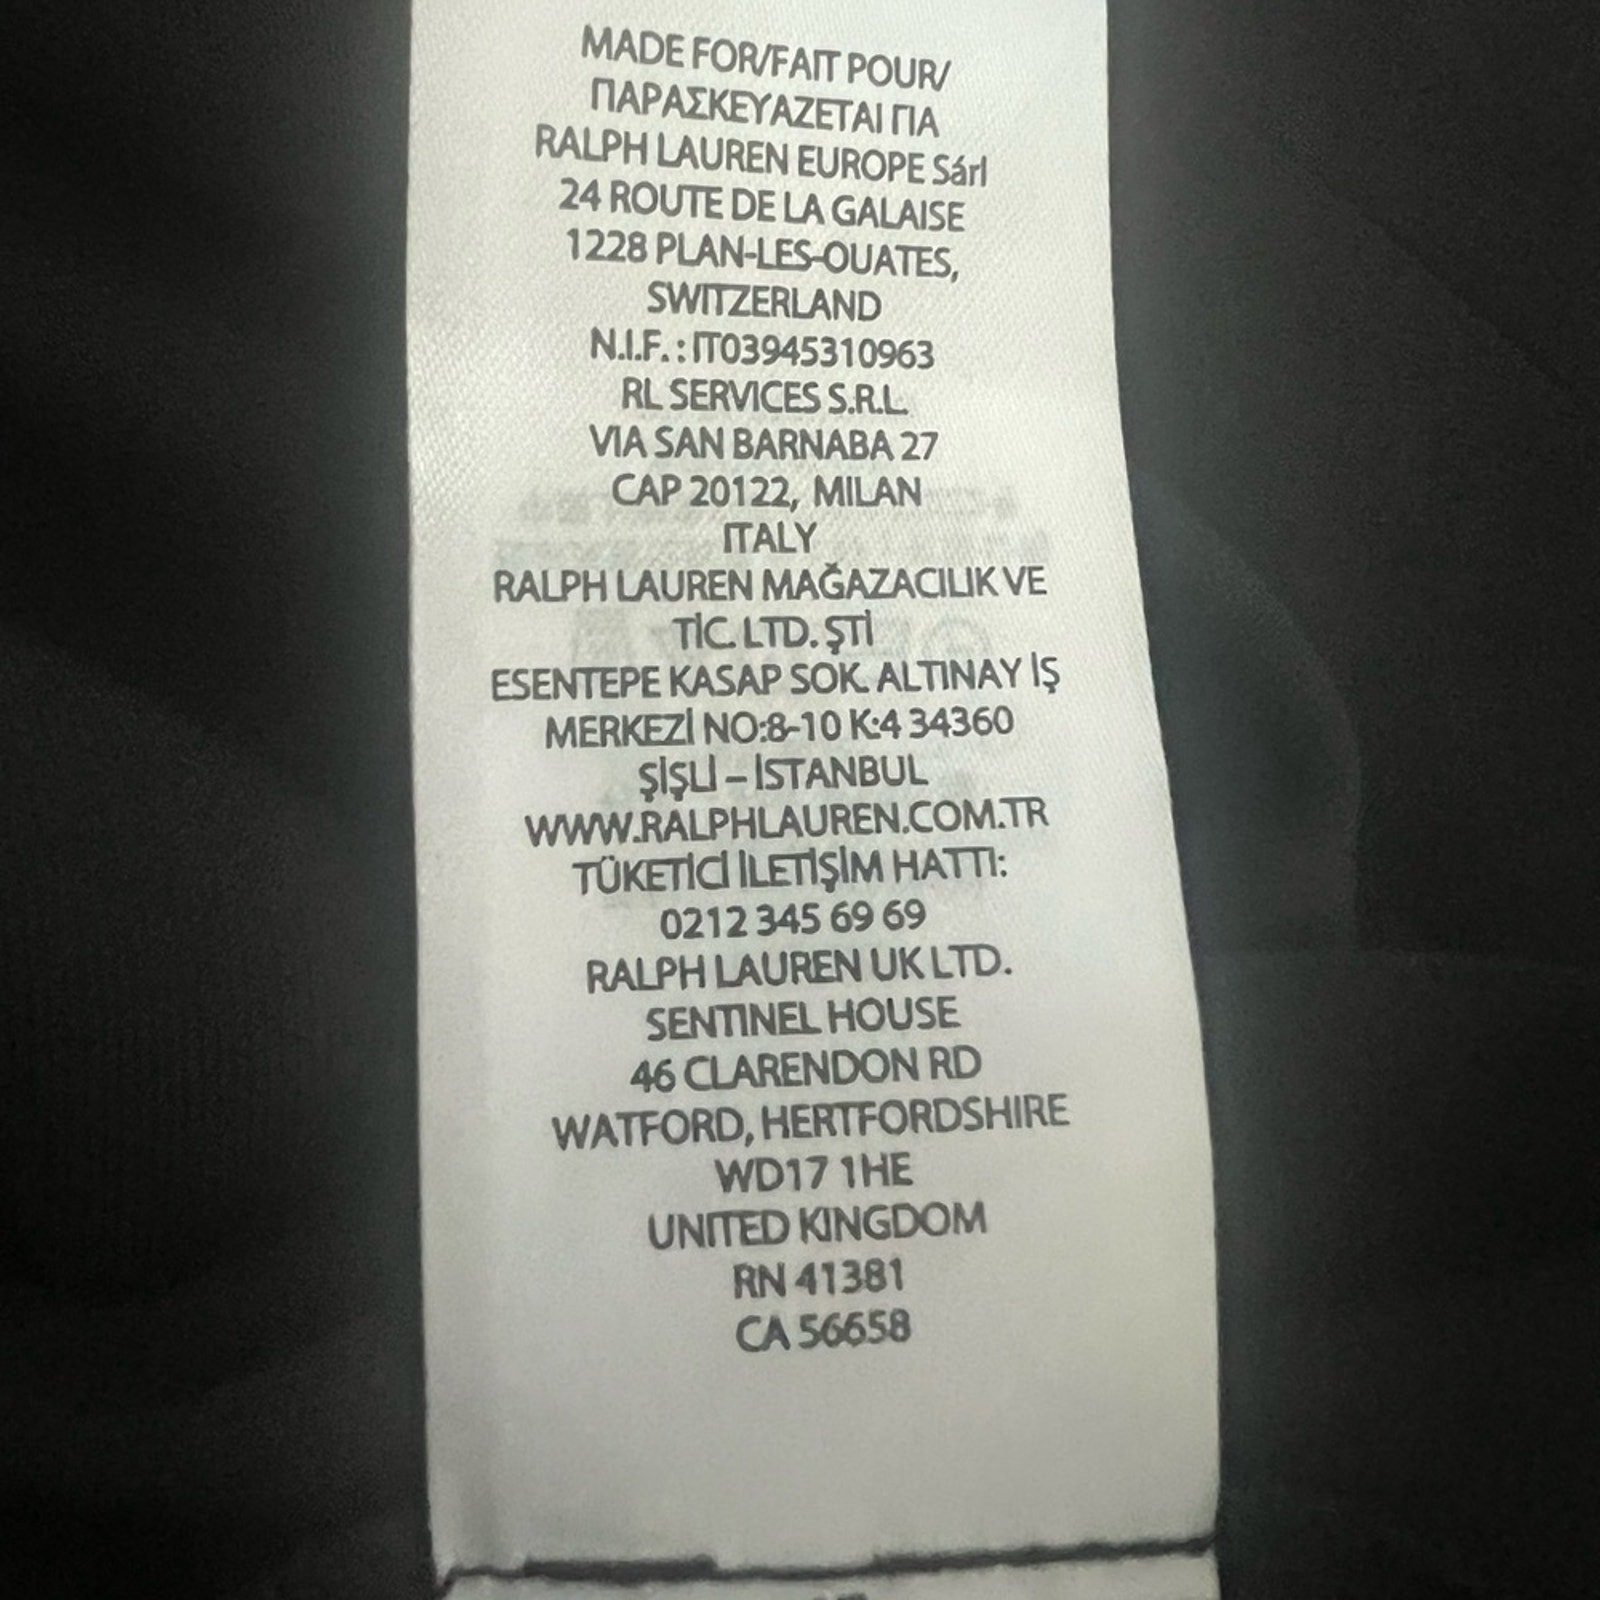 MADE FOR/FAIT POUR/
ΠΑΡΑΣΚΕΥΑΖΕΤΑΙ ΓΙΑ
RALPH LAUREN EUROPE Sárl
24 ROUTE DE LA GALAISE
1228 PLAN-LES-OUATES,
SWITZERLAND
N.I.F. : IT03945310963
RL SERVICES S.R.L.
VIA SAN BARNABA 27
CAP 20122, MILAN
ITALY
RALPH LAUREN MAĞAZACILIK VE
TİC. LTD. ŞTİ
ESENTEPE KASAP SOK. ALTINAY İŞ
MERKEZİ NO:8-10 K:4 34360
ŞİŞLİ – İSTANBUL
WWW.RALPHLAUREN.COM.TR
TÜKETİCİ İLETİŞİM HATTI:
0212 345 69 69
RALPH LAUREN UK LTD.
SENTINEL HOUSE
46 CLARENDON RD
WATFORD, HERTFORDSHIRE
WD17 1HE
UNITED KINGDOM
RN 41381
CA 56658